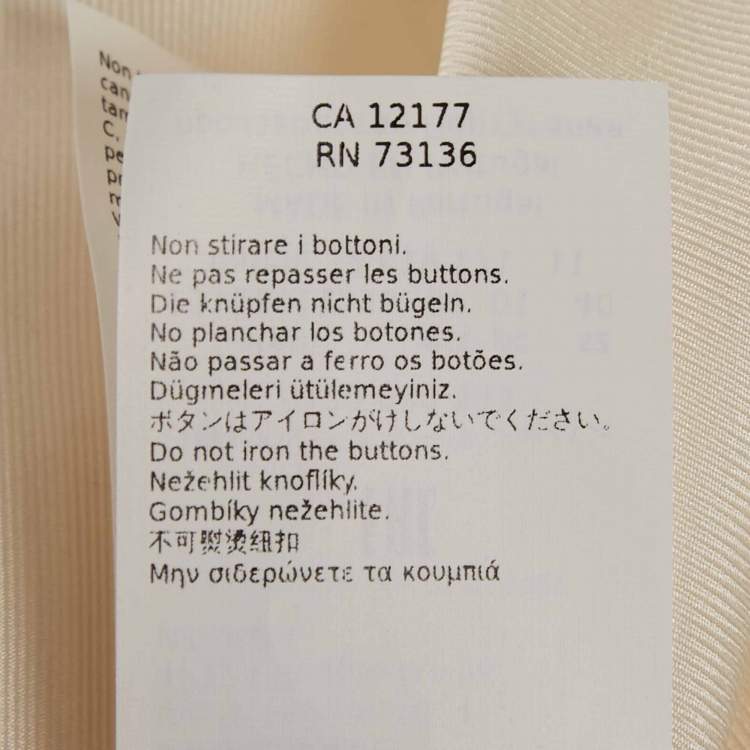 CA 12177
RN 73136
Non stirare i bottoni.
Ne pas repasser les buttons.
Die knüpfen nicht bügeln.
No planchar los botones.
Não passar a ferro os botões.
Dügmeleri ütülemeyiniz.
ボタンはアイロンがけしないでください。
Do not iron the buttons.
Nežehlit knoflíky.
Gombíky nežehlite.
不可熨烫纽扣
Μην σιδερώνετε τα κουμπιά
Non
C.